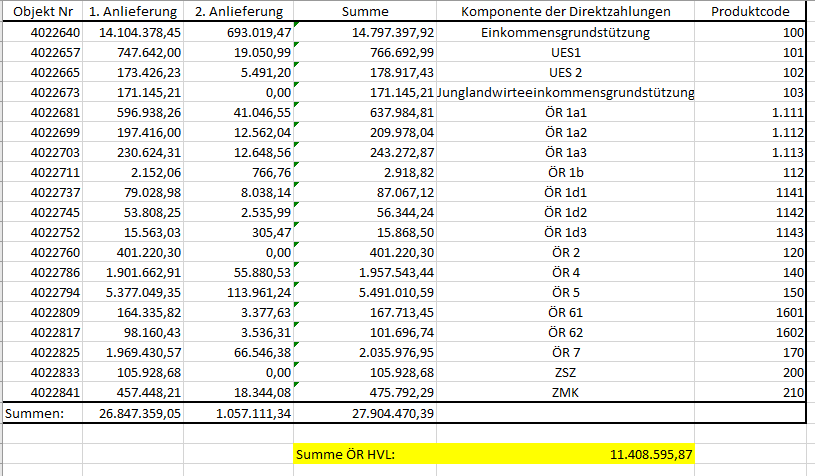 Objekt Nr 1. Anlieferung 2. Anlieferung Summe Komponente der Direktzahlungen Produktcode
4022640 14.104.378,45 693.019,47 14.797.397,92 Einkommensgrundstützung 100
4022657 747.642,00 19.050,99 766.692,99 UES1 101
4022665 173.426,23 5.491,20 178.917,43 UES 2 102
4022673 171.145,21 0,00 171.145,21 Junglandwirteeinkommensgrundstützung 103
4022681 596.938,26 41.046,55 637.984,81 ÖR 1a1 1.111
4022699 197.416,00 12.562,04 209.978,04 ÖR 1a2 1.112
4022703 230.624,31 12.648,56 243.272,87 ÖR 1a3 1.113
4022711 2.152,06 766,76 2.918,82 ÖR 1b 112
4022737 79.028,98 8.038,14 87.067,12 ÖR 1d1 1141
4022745 53.808,25 2.535,99 56.344,24 ÖR 1d2 1142
4022752 15.563,03 305,47 15.868,50 ÖR 1d3 1143
4022760 401.220,30 0,00 401.220,30 ÖR 2 120
4022786 1.901.662,91 55.880,53 1.957.543,44 ÖR 4 140
4022794 5.377.049,35 113.961,24 5.491.010,59 ÖR 5 150
4022809 164.335,82 3.377,63 167.713,45 ÖR 61 1601
4022817 98.160,43 3.536,31 101.696,74 ÖR 62 1602
4022825 1.969.430,57 66.546,38 2.035.976,95 ÖR 7 170
4022833 105.928,68 0,00 105.928,68 ZSZ 200
4022841 457.448,21 18.344,08 475.792,29 ZMK 210
Summen: 26.847.359,05 1.057.111,34 27.904.470,39
Summe ÖR HVL: 11.408.595,87